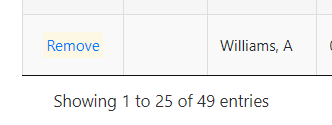 Remove Williams, A
Showing 1 to 25 of 49 entries